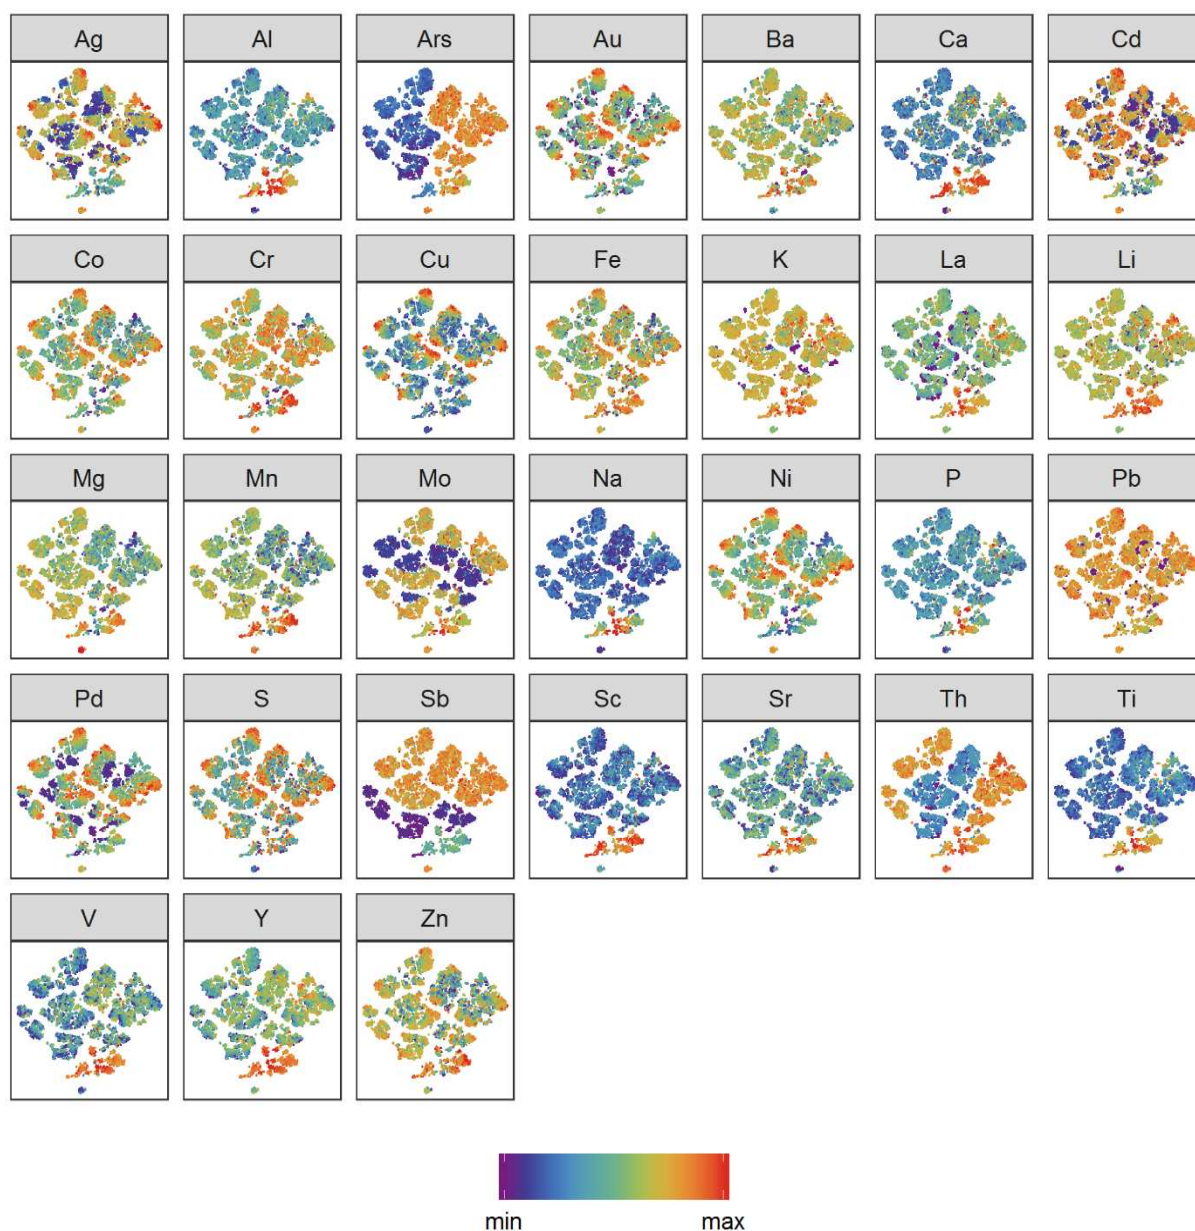 Ag Al Ars Au Ba Ca Cd
Co Cr Cu Fe K La Li
Mg Mn Mo Na Ni P Pb
Pd S Sb Sc Sr Th Ti
V Y Zn
min max